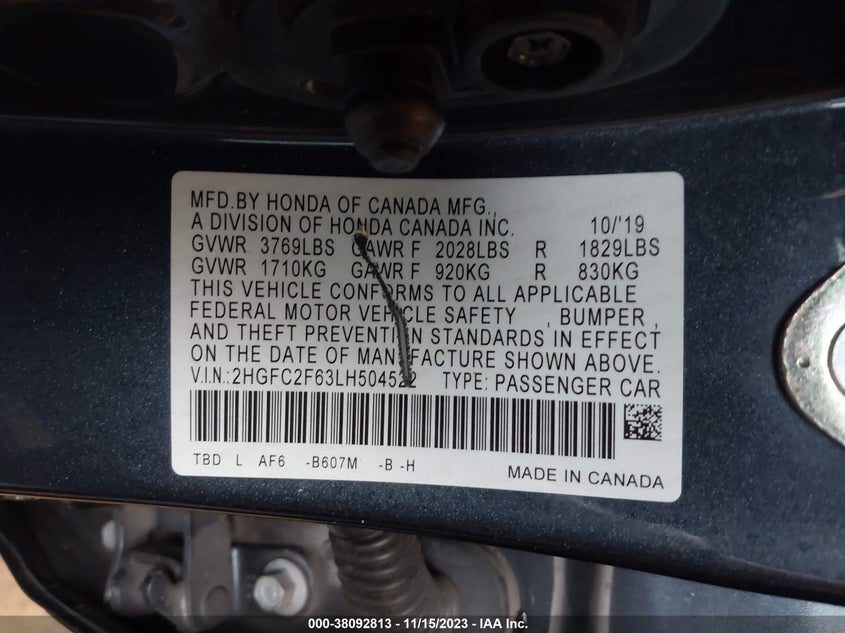 MFD.BY HONDA OF CANADA MFG.,
A DIVISION OF HONDA CANADA INC. 10/'19
GVWR 3769LBS GAWR F 2028LBS R 1829LBS
GVWR 1710KG GAWR F 920KG R 830KG
THIS VEHICLE CONFORMS TO ALL APPLICABLE
FEDERAL MOTOR VEHICLE SAFETY , BUMPER ,
AND THEFT PREVENTION STANDARDS IN EFFECT
ON THE DATE OF MANUFACTURE SHOWN ABOVE.
V.I.N.:2HGFC2F63LH504522 TYPE: PASSENGER CAR
TBD L AF6 -B607M -B -H
MADE IN CANADA
000-38092813 - 11/15/2023 - IAA Inc.